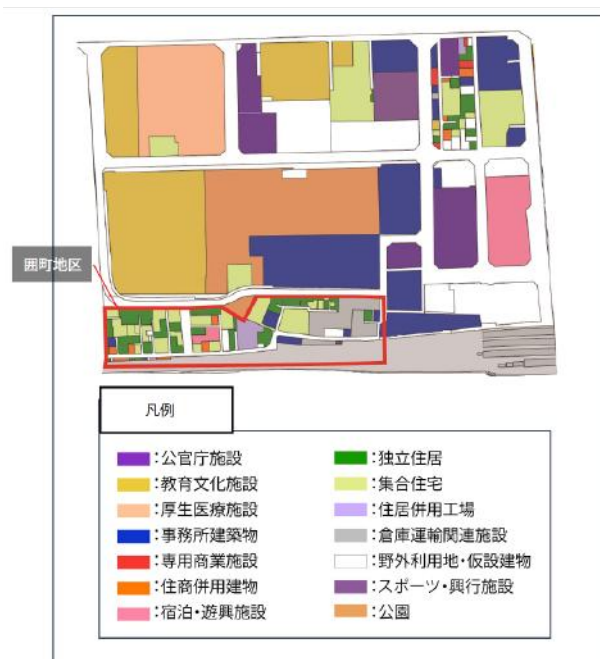 囲町地区
凡例
:公官庁施設
:教育文化施設
:厚生医療施設
:事務所建築物
:専用商業施設
:住商併用建物
:宿泊・遊興施設
:独立住居
:集合住宅
:住居併用工場
:倉庫運輸関連施設
:野外利用地・仮設建物
:スポーツ・興行施設
:公園